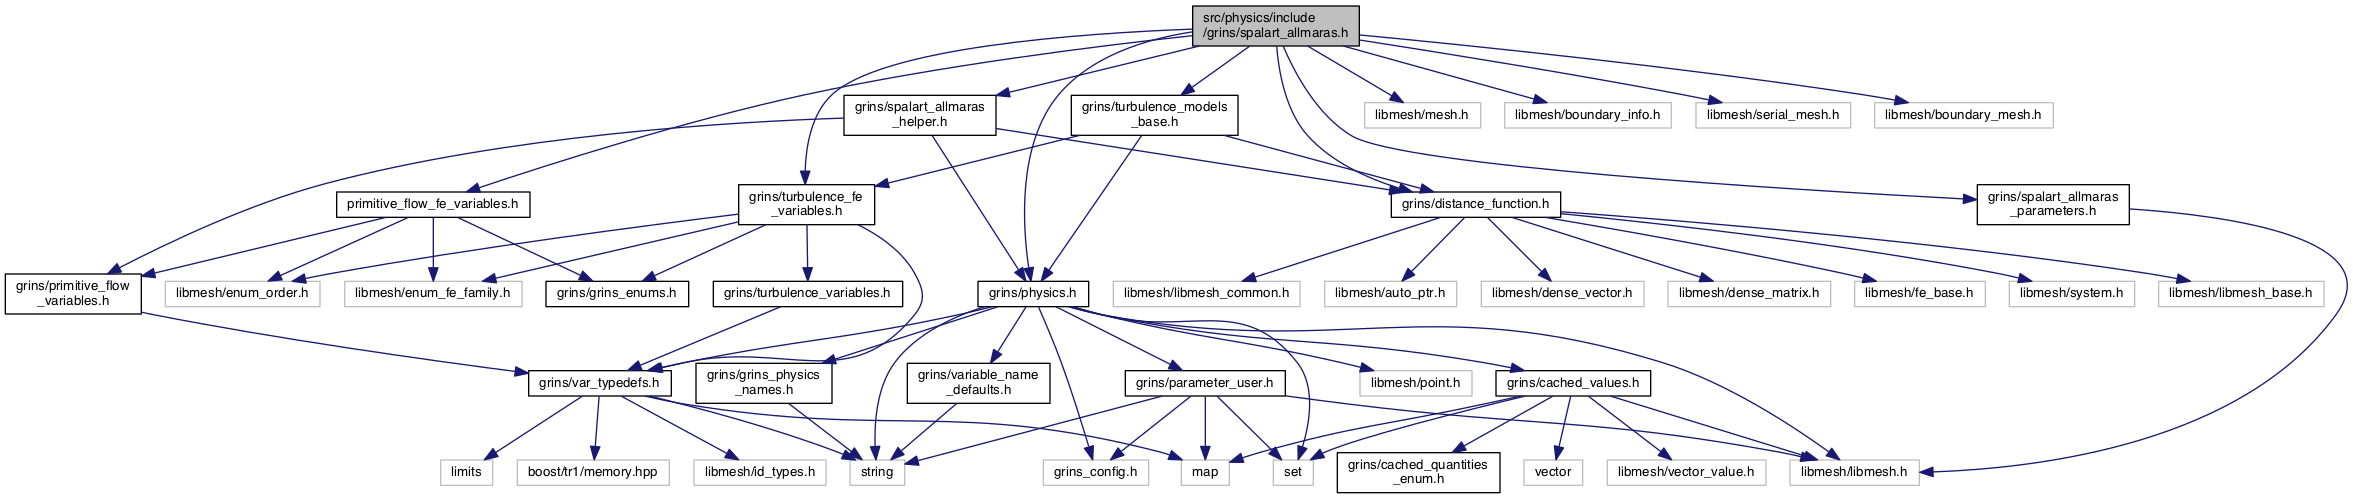 src/physics/include
/grins/spalart_allmaras.h
grins/spalart_allmaras
_helper.h
grins/turbulence_models
_base.h
libmesh/mesh.h
libmesh/boundary_info.h
libmesh/serial_mesh.h
libmesh/boundary_mesh.h
primitive_flow_fe_variables.h
grins/turbulence_fe
_variables.h
grins/distance_function.h
grins/spalart_allmaras
_parameters.h
grins/primitive_flow
_variables.h
libmesh/enum_order.h
libmesh/enum_fe_family.h
grins/grins_enums.h
grins/turbulence_variables.h
grins/physics.h
libmesh/libmesh_common.h
libmesh/auto_ptr.h
libmesh/dense_vector.h
libmesh/dense_matrix.h
libmesh/fe_base.h
libmesh/system.h
libmesh/libmesh_base.h
grins/var_typedefs.h
grins/grins_physics
_names.h
grins/variable_name
_defaults.h
grins/parameter_user.h
libmesh/point.h
grins/cached_values.h
limits
boost/tr1/memory.hpp
libmesh/id_types.h
string
grins_config.h
map
set
grins/cached_quantities
_enum.h
vector
libmesh/vector_value.h
libmesh/libmesh.h